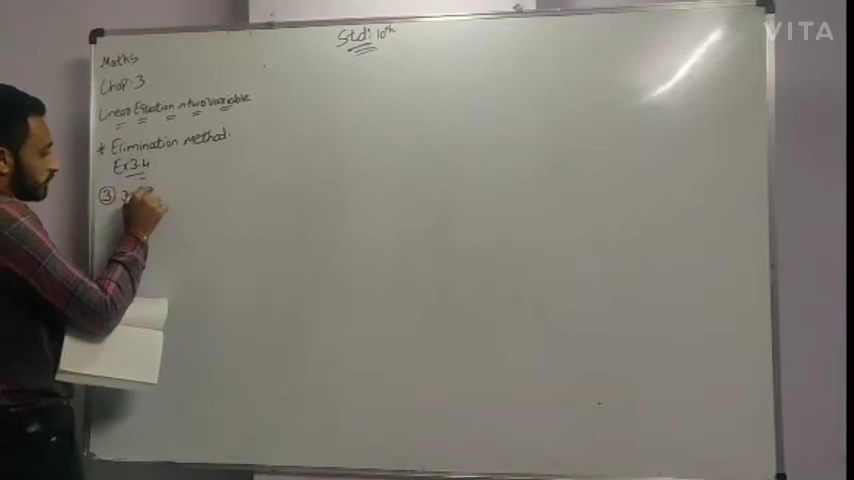 Std: 10th
Maths
Chap: 3
Linear Equation in two Variable
* Elimination method.
Ex 3.4
③
VITA